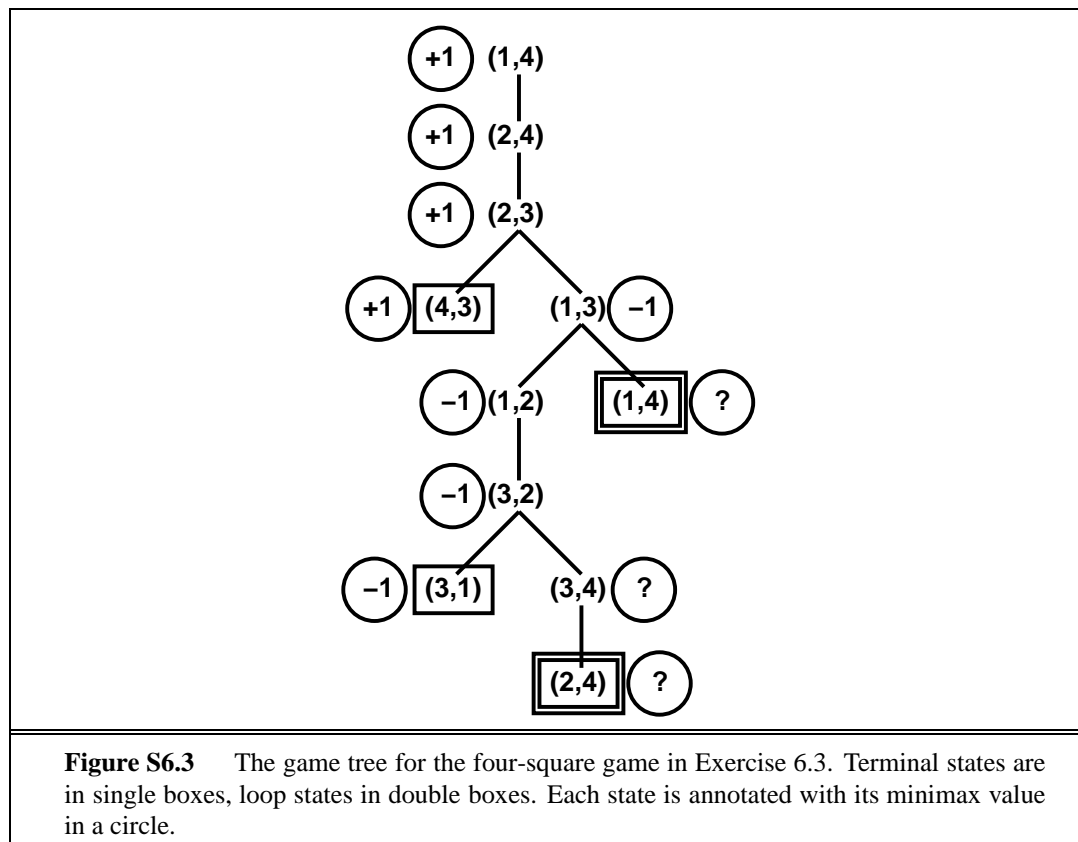 +1 (1,4)
+1 (2,4)
+1 (2,3)
+1 (4,3) (1,3) −1
−1 (1,2) (1,4) ?
−1 (3,2)
−1 (3,1) (3,4) ?
(2,4) ?
Figure S6.3 The game tree for the four-square game in Exercise 6.3. Terminal states are
in single boxes, loop states in double boxes. Each state is annotated with its minimax value
in a circle.